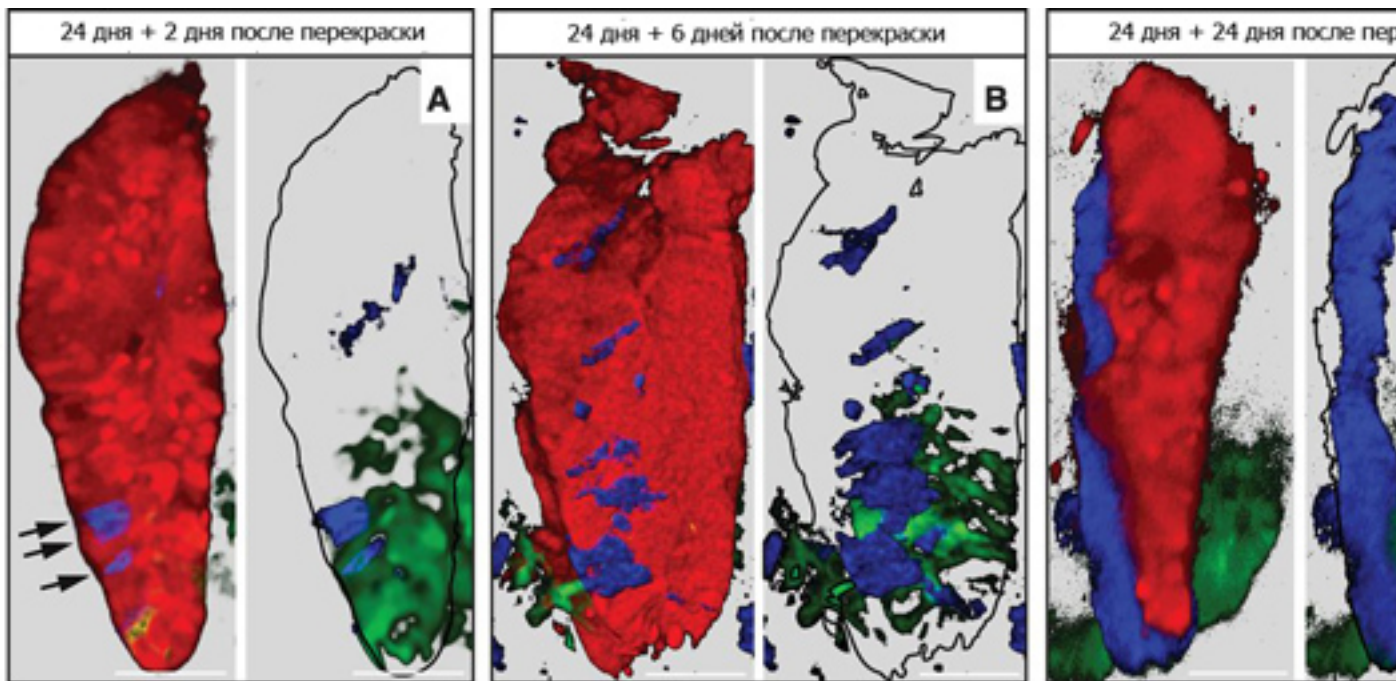 24 дня + 2 дня после перекраски
24 дня + 6 дней после перекраски
24 дня + 24 дня после пер
A
B